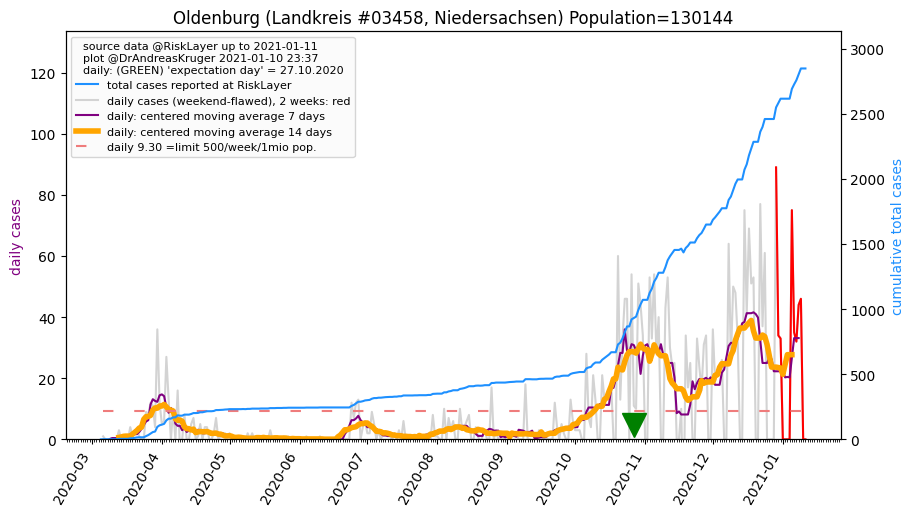 Oldenburg (Landkreis #03458, Niedersachsen) Population=130144
source data @RiskLayer up to 2021-01-11
plot @DrAndreasKruger 2021-01-10 23:37
daily: (GREEN) 'expectation day' = 27.10.2020
total cases reported at RiskLayer
daily cases (weekend-flawed), 2 weeks: red
daily: centered moving average 7 days
daily: centered moving average 14 days
daily 9.30 =limit 500/week/1mio pop.
daily cases
120
100
80
60
40
20
0
cumulative total cases
3000
2500
2000
1500
1000
500
0
2020-03
2020-04
2020-05
2020-06
2020-07
2020-08
2020-09
2020-10
2020-11
2020-12
2021-01